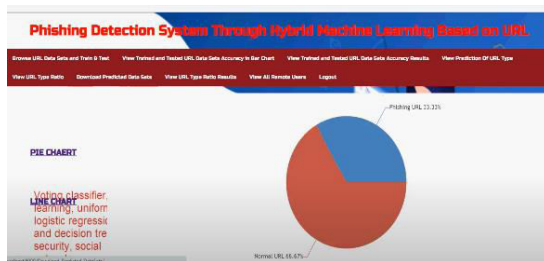 Phishing Detection System Through Hybrid Machine Learning Based on URL
Browse URL Data Sets and Train & Test View Trained and Tested URL Data Sets Accuracy in Bar Chart View Trained and Tested URL Data Sets Accuracy Results View Prediction Of URL Type
View URL Type Ratio Download Predicted Data Sets View URL Type Ratio Results View All Remote Users Logout
Phishing URL 33.33%
PIE CHAERT
Voting classifier,
LINE CHART
learning, uniform
logistic regressic
and decision tre
security, social
Normal URL 66.67%